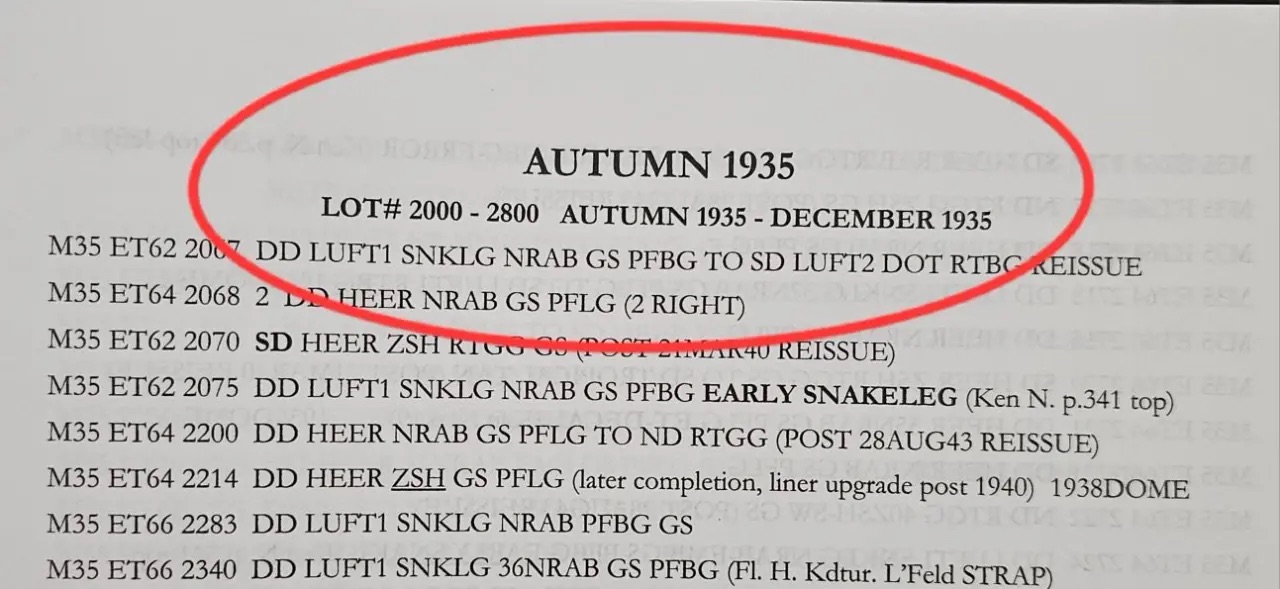 AUTUMN 1935
LOT# 2000 - 2800 AUTUMN 1935 - DECEMBER 1935
M35 ET62 2067 DD LUFT1 SNKLG NRAB GS PFBG TO SD LUFT2 DOT RTBG REISSUE
M35 ET64 2068 2 DD HEER NRAB GS PFLG (2 RIGHT)
M35 ET62 2070 SD HEER ZSH RTGG GS (POST 21MAR40 REISSUE)
M35 ET62 2075 DD LUFT1 SNKLG NRAB GS PFBG EARLY SNAKELEG (Ken N. p.341 top)
M35 ET64 2200 DD HEER NRAB GS PFLG TO ND RTGG (POST 28AUG43 REISSUE)
M35 ET64 2214 DD HEER ZSH GS PFLG (later completion, liner upgrade post 1940) 1938DOME
M35 ET66 2283 DD LUFT1 SNKLG NRAB PFBG GS
M35 ET66 2340 DD LUFT1 SNKLG 36NRAB GS PFBG (Fl. H. Kdtur. L'Feld STRAP)